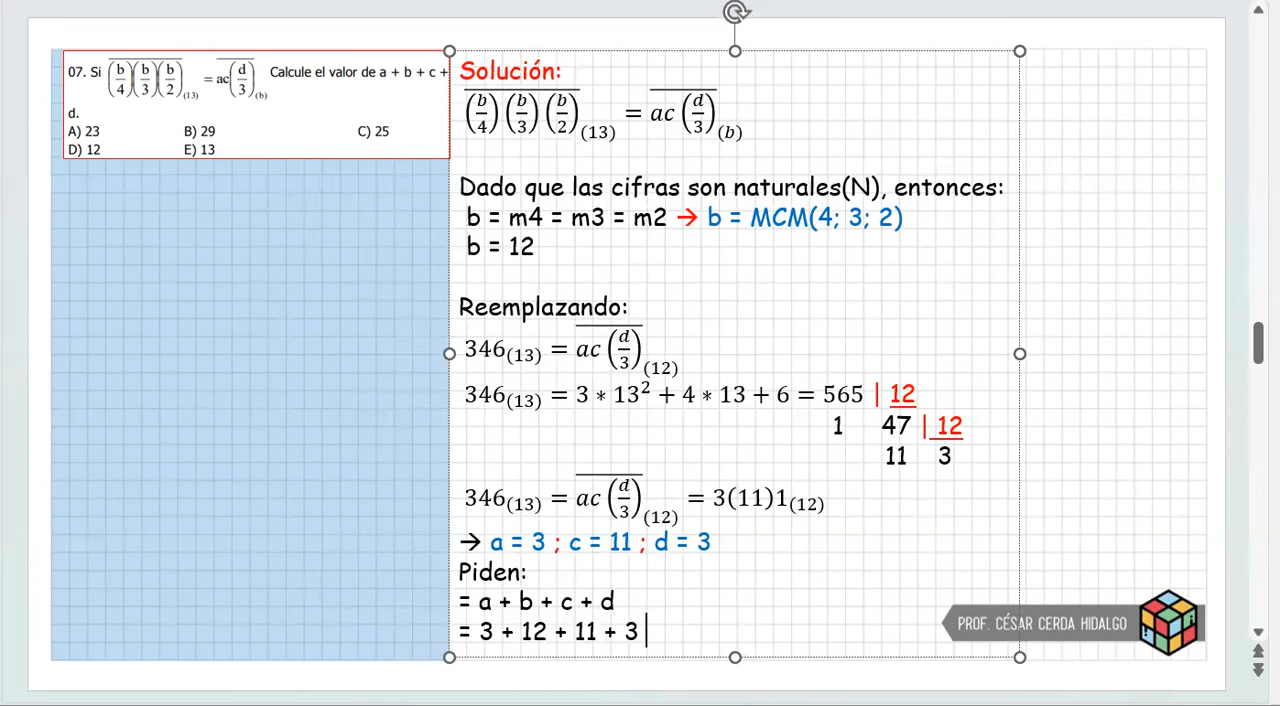 07. Si (b/4)(b/3)(b/2)(13) = ac(d/3)(b) Calcule el valor de a + b + c +
d.
A) 23 B) 29 C) 25
D) 12 E) 13
Solución:
(b/4)(b/3)(b/2)(13) = ac(d/3)(b)
Dado que las cifras son naturales(N), entonces:
b = m4 = m3 = m2 → b = MCM(4; 3; 2)
b = 12
Reemplazando:
346(13) = ac(d/3)(12)
346(13) = 3 ∗ 13² + 4 ∗ 13 + 6 = 565 | 12
1 47 | 12
11 3
346(13) = ac(d/3)(12) = 3(11)1(12)
→ a = 3 ; c = 11 ; d = 3
Piden:
= a + b + c + d
= 3 + 12 + 11 + 3
PROF. CÉSAR CERDA HIDALGO